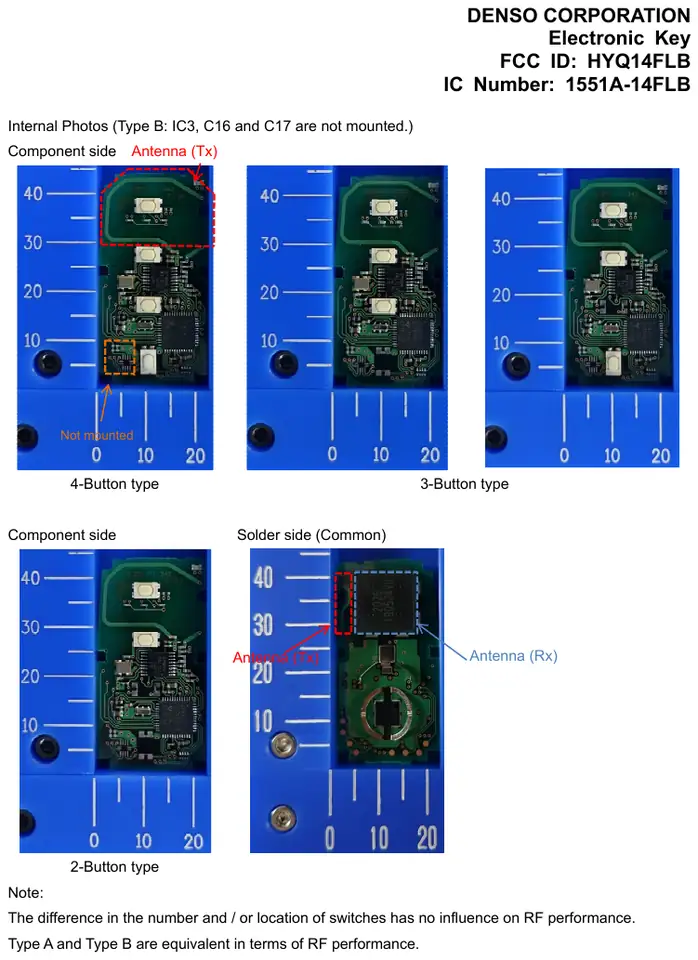 DENSO CORPORATION
Electronic Key
FCC ID: HYQ14FLB
IC Number: 1551A-14FLB
Internal Photos (Type B: IC3, C16 and C17 are not mounted.)
Component side Antenna (Tx)
40
30
20
10
0 10 20
Not mounted
40
30
20
10
0 10 20
40
30
20
10
0 10 20
4-Button type
3-Button type
Component side
Solder side (Common)
40
30
20
10
0 10 20
40
30
20
10
0 10 20
Antenna (Tx)
Antenna (Rx)
2-Button type
Note:
The difference in the number and / or location of switches has no influence on RF performance.
Type A and Type B are equivalent in terms of RF performance.